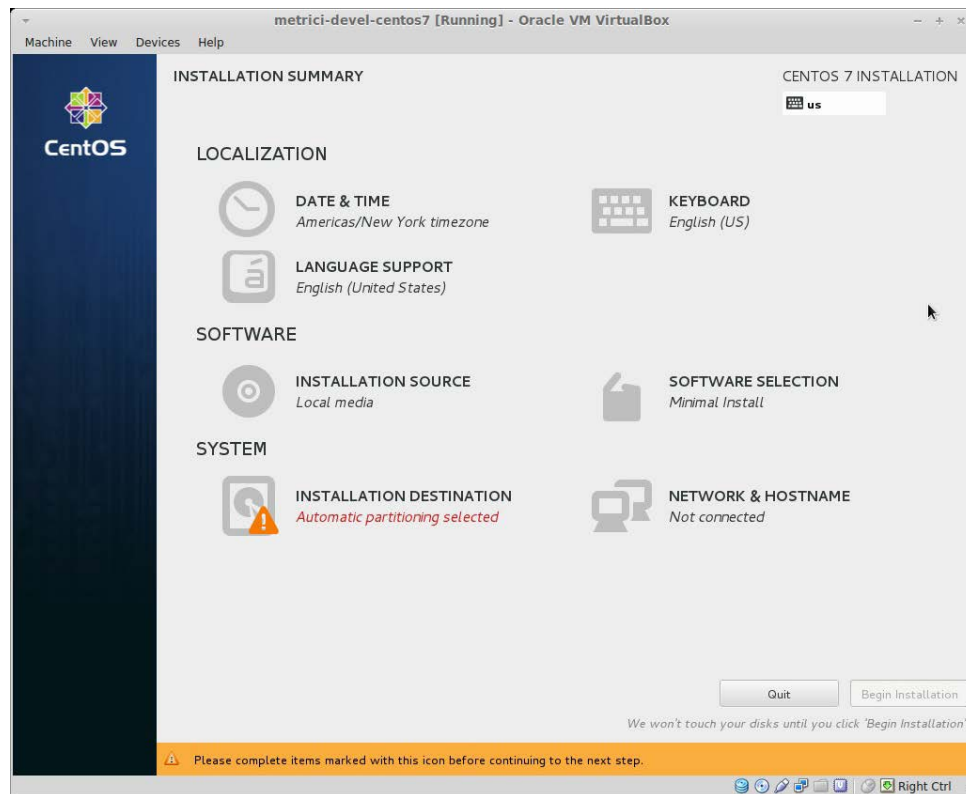 metrici-devel-centos7 [Running] - Oracle VM VirtualBox
Machine View Devices Help
CentOS
INSTALLATION SUMMARY
CENTOS 7 INSTALLATION
us
LOCALIZATION
DATE & TIME
Americas/New York timezone
KEYBOARD
English (US)
LANGUAGE SUPPORT
English (United States)
SOFTWARE
INSTALLATION SOURCE
Local media
SOFTWARE SELECTION
Minimal Install
SYSTEM
INSTALLATION DESTINATION
Automatic partitioning selected
NETWORK & HOSTNAME
Not connected
Quit
Begin Installation
We won't touch your disks until you click 'Begin Installation'
Please complete items marked with this icon before continuing to the next step.
Right Ctrl